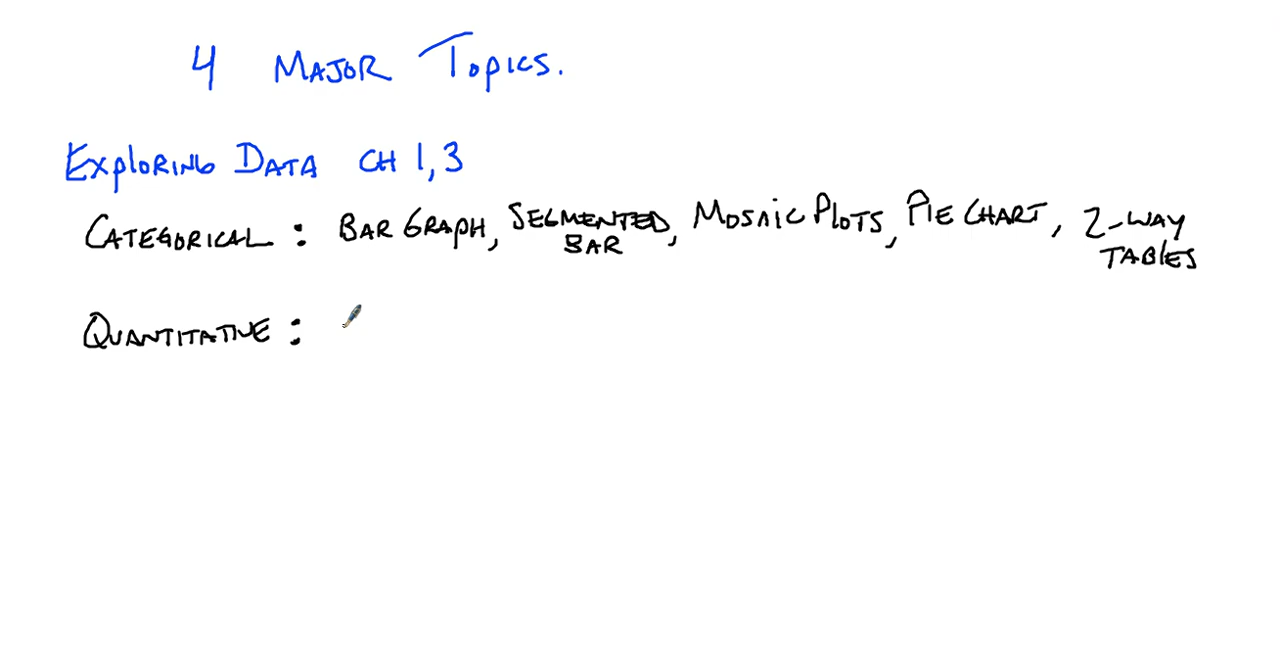 4 MAJOR TOPICS.
EXPLORING DATA CH 1, 3
CATEGORICAL : BAR GRAPH, SEGMENTED BAR, MOSAIC PLOTS, PIE CHART, 2-WAY TABLES
QUANTITATIVE :